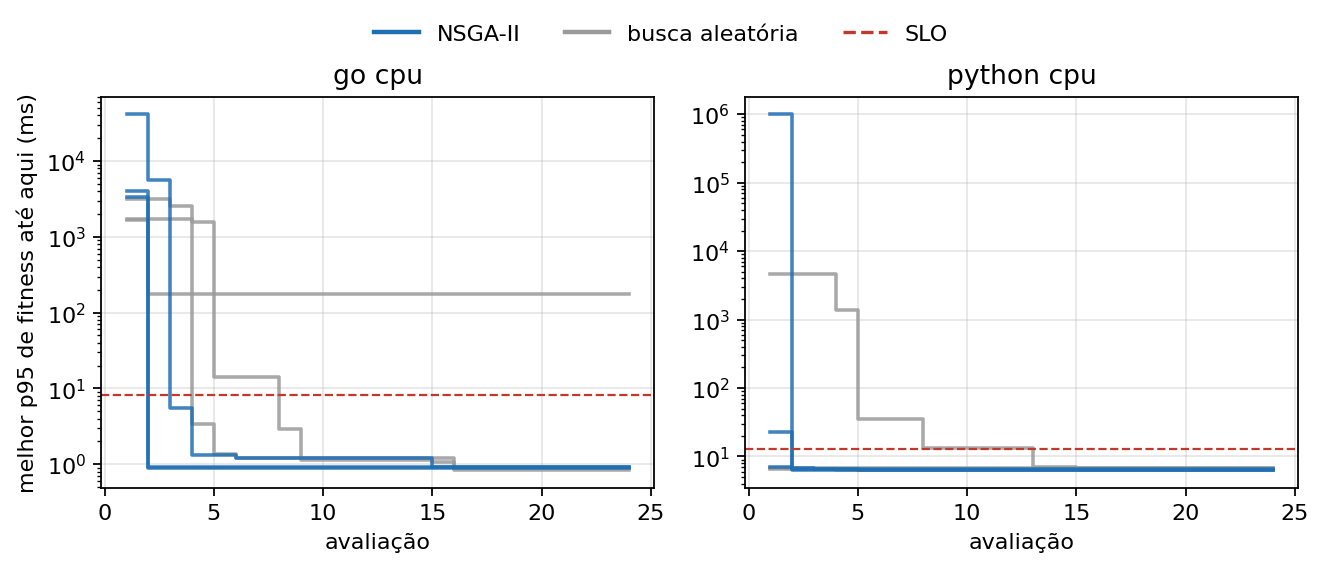 NSGA-II busca aleatória SLO
go cpu
melhor p95 de fitness até aqui (ms)
10^4
10^3
10^2
10^1
10^0
0 5 10 15 20 25
avaliação
python cpu
10^6
10^5
10^4
10^3
10^2
10^1
0 5 10 15 20 25
avaliação